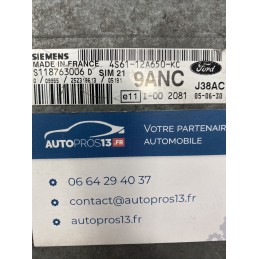 SIEMENS
MADE IN FRANCE 4S61-12A650-KC
S118763006 D SIM 21 9ANC Ford J38AC
e11 1-00 2081 05-06-30
AUTOPROS13.FR
VOTRE PARTENAIRE
AUTOMOBILE
06 64 29 40 37
contact@autopros13.fr
autopros13.fr